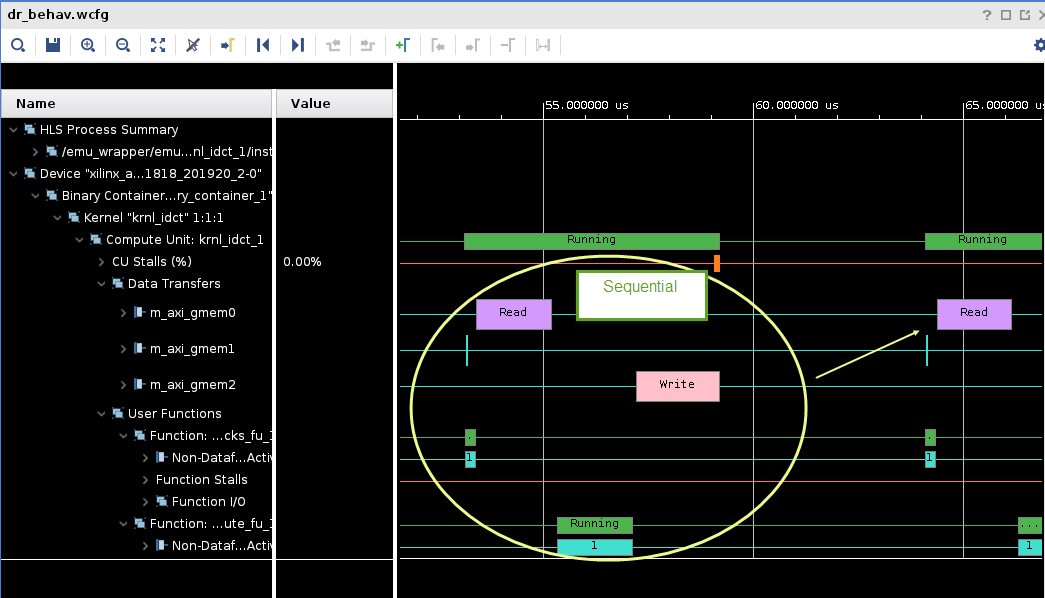 dr_behav.wcfg
Name Value
55.000000 us 60.000000 us 65.000000 us
HLS Process Summary
/emu_wrapper/emu...nl_idct_1/inst
Device "xilinx_a...1818_201920_2-0"
Binary Container...ry_container_1"
Kernel "krnl_idct" 1:1:1
Compute Unit: krnl_idct_1 Running Running
CU Stalls (%) 0.00%
Data Transfers Sequential
m_axi_gmem0 Read Read
m_axi_gmem1
m_axi_gmem2 Write
User Functions
Function: ...cks_fu_1 . .
Non-Dataf...Activ 1 1
Function Stalls
Function I/O
Function: ...ute_fu_1 Running ...
Non-Dataf...Activ 1 1